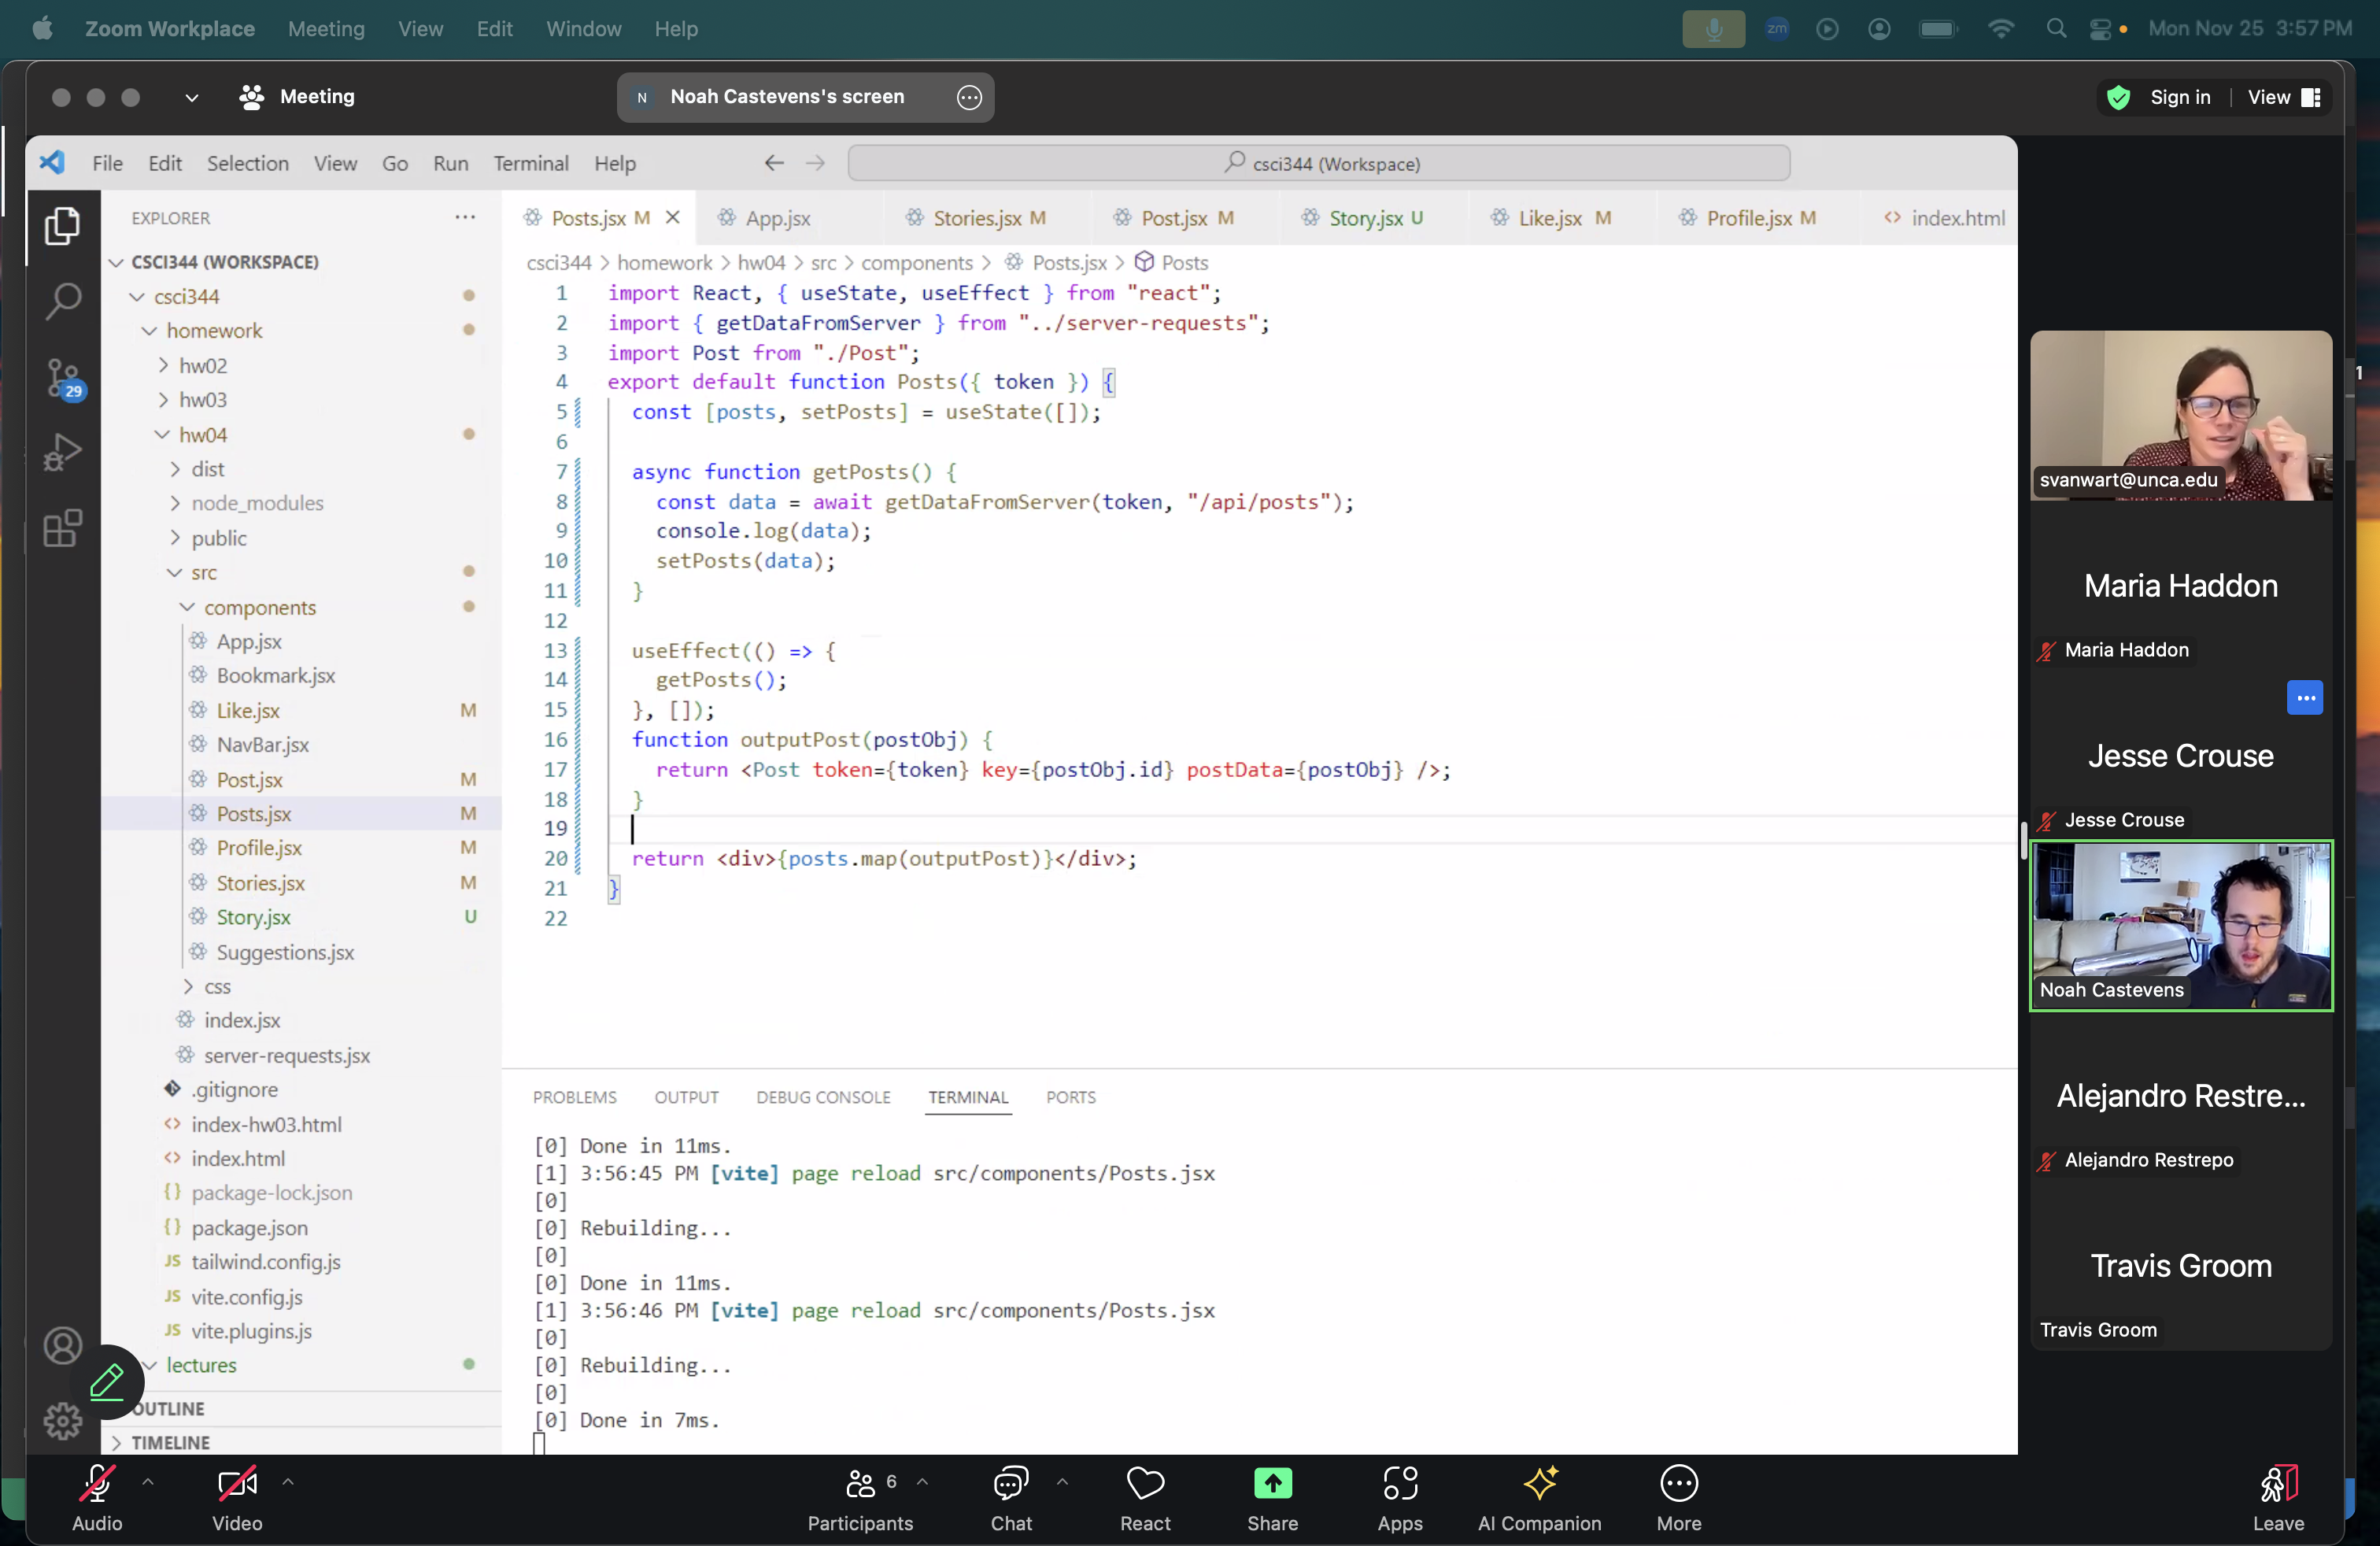 Zoom Workplace Meeting View Edit Window Help
zm
Mon Nov 25 3:57 PM
Meeting
N Noah Castevens's screen
Sign in View
File Edit Selection View Go Run Terminal Help
csci344 (Workspace)
EXPLORER
Posts.jsx M App.jsx Stories.jsx M Post.jsx M Story.jsx U Like.jsx M Profile.jsx M index.html
csci344 > homework > hw04 > src > components > Posts.jsx > Posts
29
CSCI344 (WORKSPACE)
csci344
homework
hw02
hw03
hw04
dist
node_modules
public
src
components
App.jsx
Bookmark.jsx
Like.jsx M
NavBar.jsx
Post.jsx M
Posts.jsx M
Profile.jsx M
Stories.jsx M
Story.jsx U
Suggestions.jsx
css
index.jsx
server-requests.jsx
.gitignore
index-hw03.html
index.html
package-lock.json
package.json
JS tailwind.config.js
JS vite.config.js
JS vite.plugins.js
lectures
OUTLINE
TIMELINE
1 import React, { useState, useEffect } from "react";
2 import { getDataFromServer } from "../server-requests";
3 import Post from "./Post";
4 export default function Posts({ token }) {
5 const [posts, setPosts] = useState([]);
6
7 async function getPosts() {
8 const data = await getDataFromServer(token, "/api/posts");
9 console.log(data);
10 setPosts(data);
11 }
12
13 useEffect(() => {
14 getPosts();
15 }, []);
16 function outputPost(postObj) {
17 return <Post token={token} key={postObj.id} postData={postObj} />;
18 }
19
20 return <div>{posts.map(outputPost)}</div>;
21 }
22
PROBLEMS OUTPUT DEBUG CONSOLE TERMINAL PORTS
[0] Done in 11ms.
[1] 3:56:45 PM [vite] page reload src/components/Posts.jsx
[0]
[0] Rebuilding...
[0]
[0] Done in 11ms.
[1] 3:56:46 PM [vite] page reload src/components/Posts.jsx
[0]
[0] Rebuilding...
[0]
[0] Done in 7ms.
svanwart@unca.edu
Maria Haddon
Maria Haddon
Jesse Crouse
Jesse Crouse
Noah Castevens
Alejandro Restre...
Alejandro Restrepo
Travis Groom
Travis Groom
1
Audio Video Participants 6 Chat React Share Apps AI Companion More Leave